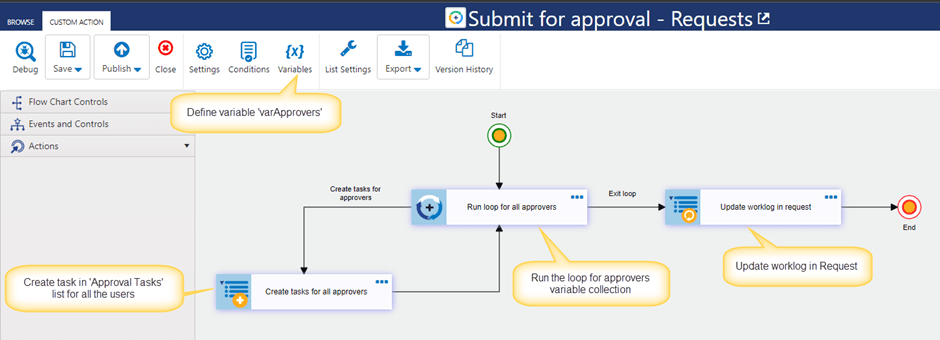 Submit for approval - Requests
BROWSE
CUSTOM ACTION
Debug
Save
Publish
Close
Settings
Conditions
{x}
Variables
List Settings
Export
Version History
Define variable 'varApprovers'
Flow Chart Controls
Events and Controls
Actions
Start
Create tasks for
approvers
Run loop for all approvers
Exit loop
Update worklog in request
End
Create task in 'Approval Tasks'
list for all the users
Create tasks for all approvers
Run the loop for approvers
variable collection
Update worklog in Request